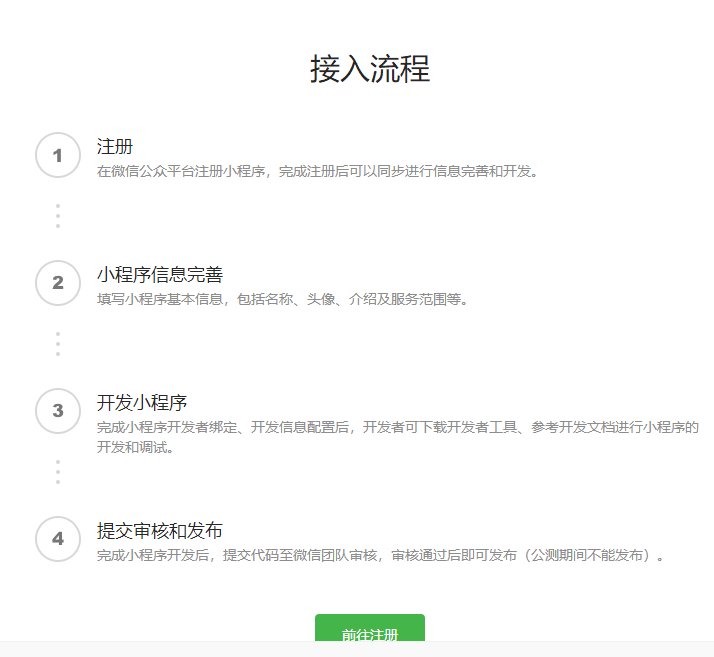 接入流程
1
注册
在微信公众平台注册小程序，完成注册后可以同步进行信息完善和开发。
2
小程序信息完善
填写小程序基本信息，包括名称、头像、介绍及服务范围等。
3
开发小程序
完成小程序开发者绑定、开发信息配置后，开发者可下载开发者工具、参考开发文档进行小程序的
开发和调试。
4
提交审核和发布
完成小程序开发后，提交代码至微信团队审核，审核通过后即可发布（公测期间不能发布）。
前往注册